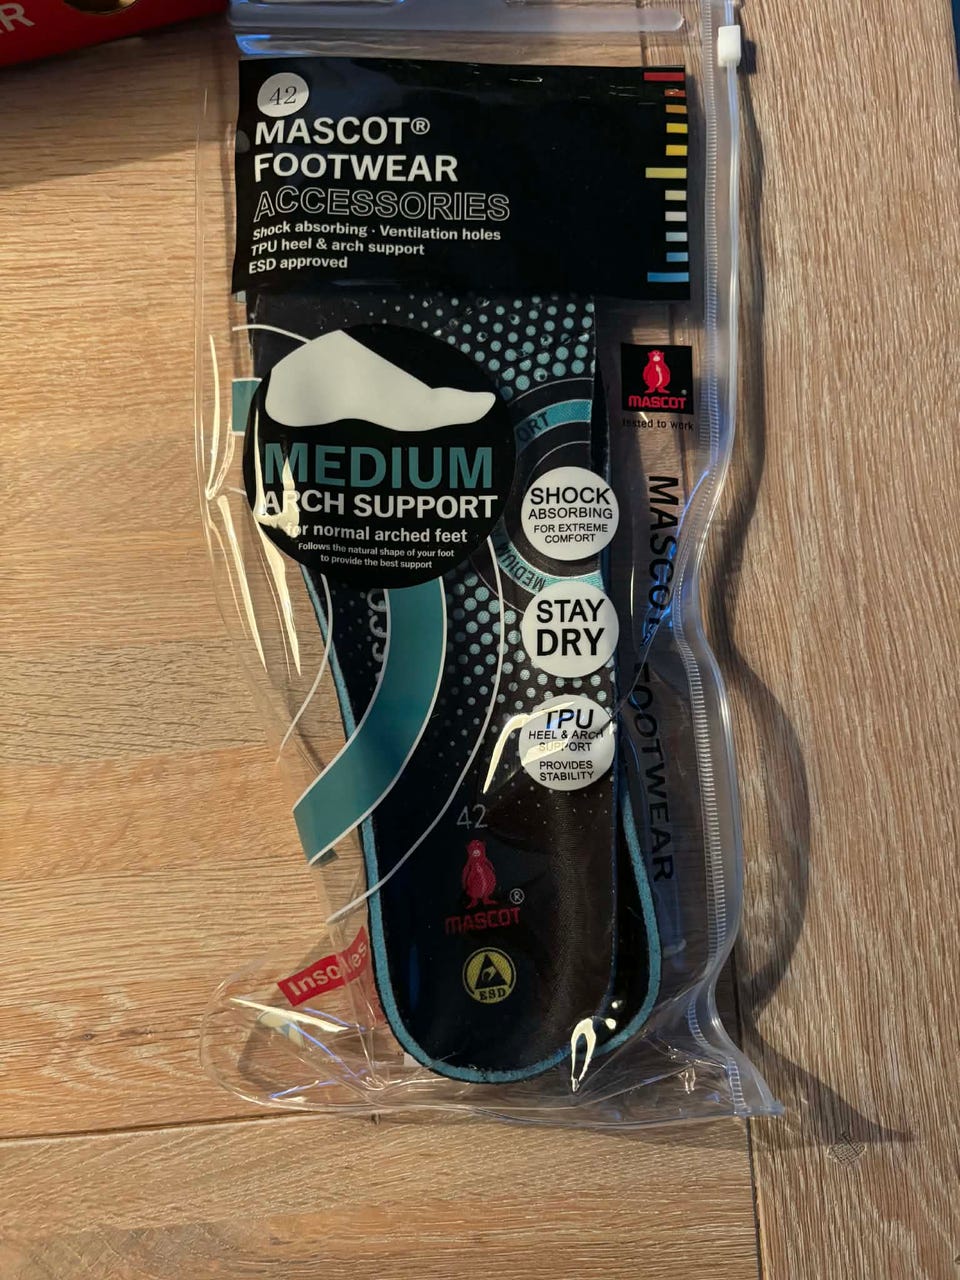 42
MASCOT®
FOOTWEAR
ACCESSORIES
Shock absorbing · Ventilation holes
TPU heel & arch support
ESD approved
MASCOT®
tested to work
MEDIUM
ARCH SUPPORT
for normal arched feet
Follows the natural shape of your foot
to provide the best support
ORT
MEDIUM
SHOCK
ABSORBING
FOR EXTREME
COMFORT
STAY
DRY
TPU
HEEL & ARCH
SUPPORT
PROVIDES
STABILITY
MASCOT FOOTWEAR
42
MASCOT®
ESD
Insoles